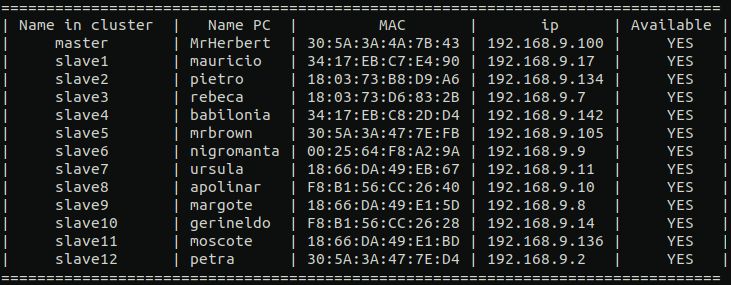 ================================================================================
| Name in cluster | Name PC | MAC | ip | Available |
| master | MrHerbert | 30:5A:3A:4A:7B:43 | 192.168.9.100 | YES |
| slave1 | mauricio | 34:17:EB:C7:E4:90 | 192.168.9.17 | YES |
| slave2 | pietro | 18:03:73:B8:D9:A6 | 192.168.9.134 | YES |
| slave3 | rebeca | 18:03:73:D6:83:2B | 192.168.9.7 | YES |
| slave4 | babilonia | 34:17:EB:C8:2D:D4 | 192.168.9.142 | YES |
| slave5 | mrbrown | 30:5A:3A:47:7E:FB | 192.168.9.105 | YES |
| slave6 | nigromanta | 00:25:64:F8:A2:9A | 192.168.9.9 | YES |
| slave7 | ursula | 18:66:DA:49:EB:67 | 192.168.9.11 | YES |
| slave8 | apolinar | F8:B1:56:CC:26:40 | 192.168.9.10 | YES |
| slave9 | margote | 18:66:DA:49:E1:5D | 192.168.9.8 | YES |
| slave10 | gerineldo | F8:B1:56:CC:26:28 | 192.168.9.14 | YES |
| slave11 | moscote | 18:66:DA:49:E1:BD | 192.168.9.136 | YES |
| slave12 | petra | 30:5A:3A:47:7E:D4 | 192.168.9.2 | YES |
================================================================================